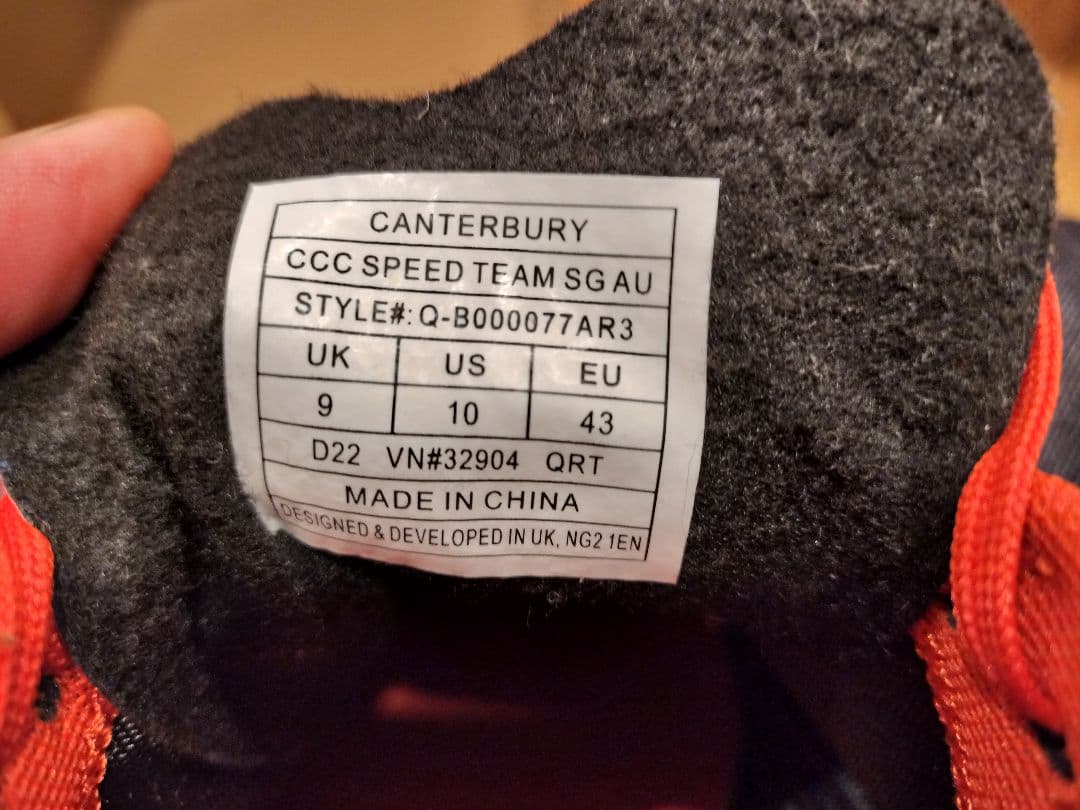 CANTERBURY
CCC SPEED TEAM SG AU
STYLE#: Q-B000077AR3
UK US EU
9 10 43
D22 VN#32904 QRT
MADE IN CHINA
DESIGNED & DEVELOPED IN UK, NG2 1EN